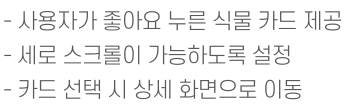 - 사용자가 좋아요 누른 식물 카드 제공
- 세로 스크롤이 가능하도록 설정
- 카드 선택 시 상세 화면으로 이동